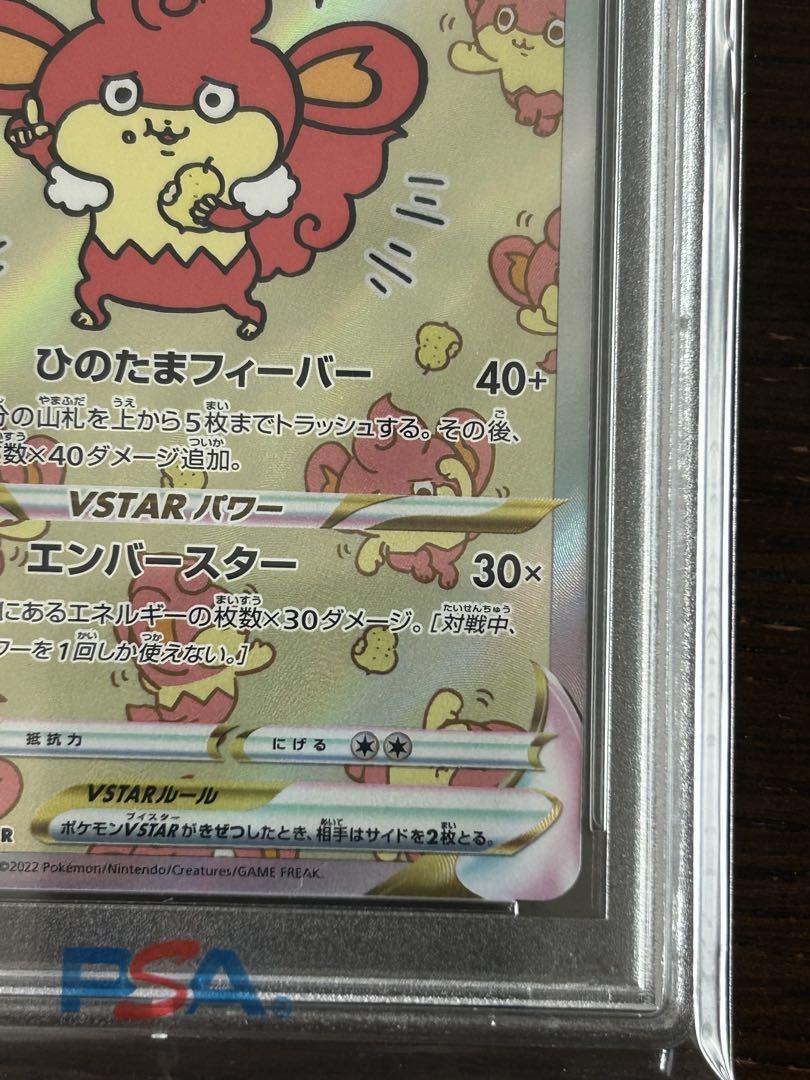 ひのたまフィーバー 40+
分の山札を上から5枚までトラッシュする。その後、
数×40ダメージ追加。
VSTARパワー
エンバースター 30×
にあるエネルギーの枚数×30ダメージ。[対戦中、
ワーを1回しか使えない。]
抵抗力 にげる
VSTARルール
ポケモンVSTARがきぜつしたとき、相手はサイドを2枚とる。
R
©2022 Pokémon/Nintendo/Creatures/GAME FREAK.
PSA